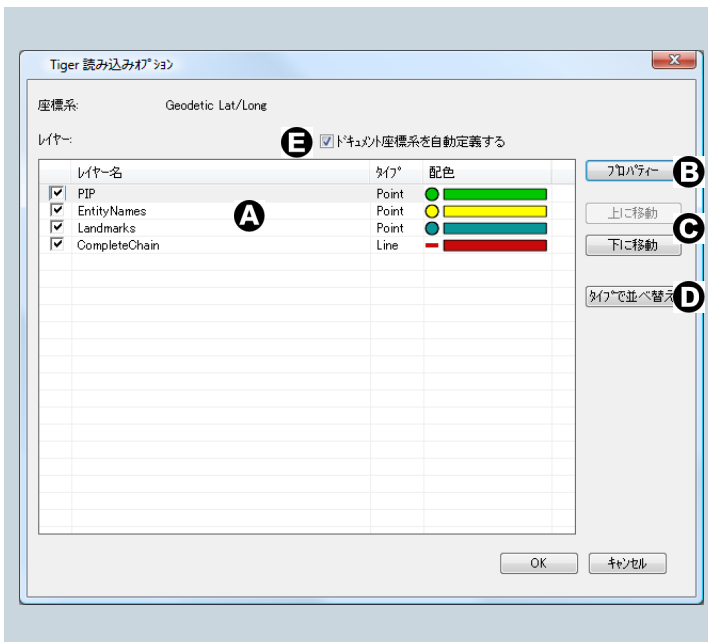 Tiger 読み込みｵﾌﾟｼｮﾝ
座標系: Geodetic Lat/Long
ﾚｲﾔｰ: E ﾄﾞｷｭﾒﾝﾄ座標系を自動定義する
ﾚｲﾔｰ名 ﾀｲﾌﾟ 配色
PIP Point
EntityNames Point
Landmarks Point
CompleteChain Line
A
ﾌﾟﾛﾊﾟﾃｨｰ B
上に移動
C
下に移動
ﾀｲﾌﾟで並べ替え D
OK ｷｬﾝｾﾙ